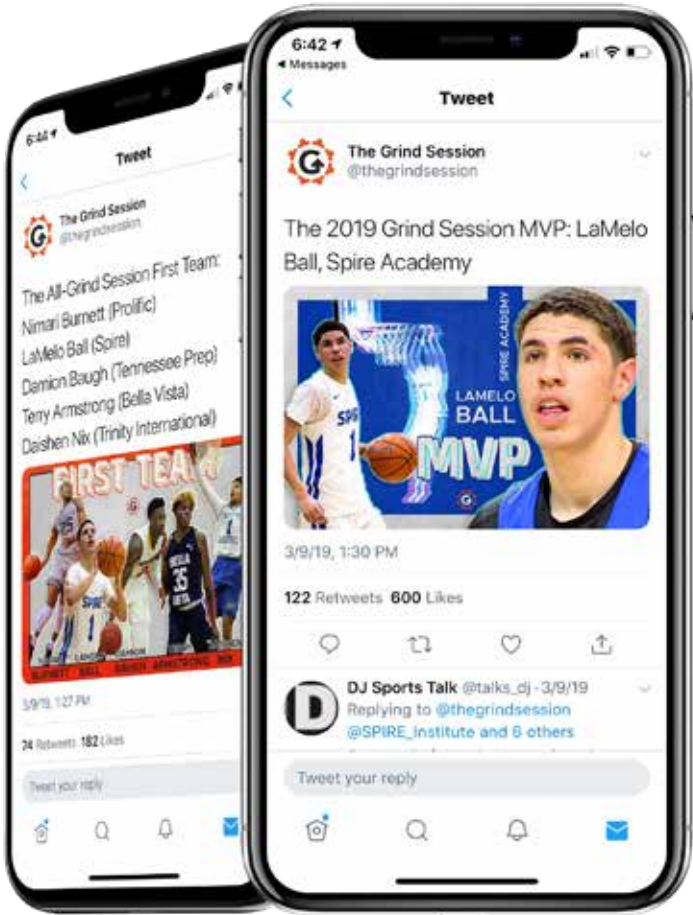 6:44
Tweet
The Grind Session
@thegrindsession
The All-Grind Session First Team:
Nimari Burnett (Prolific)
LaMelo Ball (Spire)
Damion Baugh (Tennessee Prep)
Terry Armstrong (Bella Vista)
Daishen Nix (Trinity International)
FIRST TEAM
SPIRE
1
35
BURNETT BALL BAUGH ARMSTRONG NIX
3/9/19, 1:27 PM
74 Retweets 182 Likes
Tweet your reply
6:42
Messages
Tweet
The Grind Session
@thegrindsession
The 2019 Grind Session MVP: LaMelo
Ball, Spire Academy
SPIRE ACADEMY
LAMELO
BALL
MVP
1
3/9/19, 1:30 PM
122 Retweets 600 Likes
D
DJ Sports Talk @talks_dj · 3/9/19
Replying to @thegrindsession
@SPIRE_Institute and 6 others
Tweet your reply